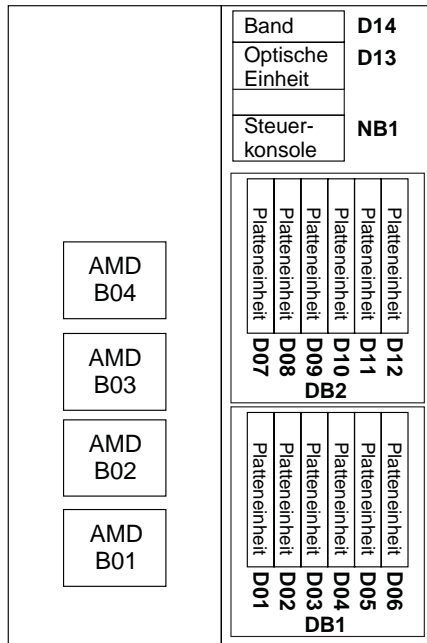 Band D14
Optische D13
Einheit
Steuer- NB1
konsole
AMD
B04
AMD
B03
AMD
B02
AMD
B01
Platteneinheit Platteneinheit Platteneinheit Platteneinheit Platteneinheit Platteneinheit
D07 D08 D09 D10 D11 D12
DB2
Platteneinheit Platteneinheit Platteneinheit Platteneinheit Platteneinheit Platteneinheit
D01 D02 D03 D04 D05 D06
DB1